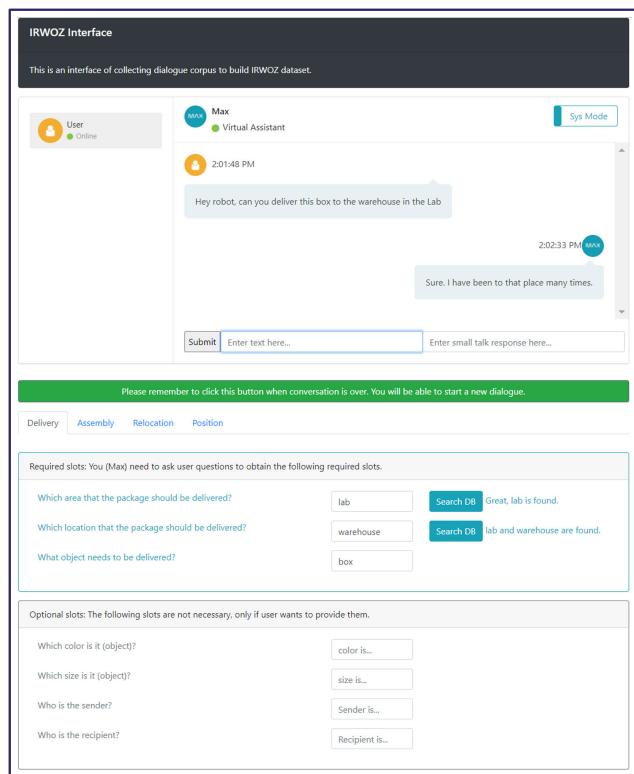 IRWOZ Interface
This is an interface of collecting dialogue corpus to build IRWOZ dataset.
User
Online
MAX
Max
Virtual Assistant
Sys Mode
2:01:48 PM
Hey robot, can you deliver this box to the warehouse in the Lab
2:02:33 PM MAX
Sure. I have been to that place many times.
Submit Enter text here... Enter small talk response here...
Please remember to click this button when conversation is over. You will be able to start a new dialogue.
Delivery Assembly Relocation Position
Required slots: You (Max) need to ask user questions to obtain the following required slots.
Which area that the package should be delivered? lab Search DB Great, lab is found.
Which location that the package should be delivered? warehouse Search DB lab and warehouse are found.
What object needs to be delivered? box
Optional slots: The following slots are not necessary, only if user wants to provide them.
Which color is it (object)? color is...
Which size is it (object)? size is...
Who is the sender? Sender is...
Who is the recipient? Recipient is...